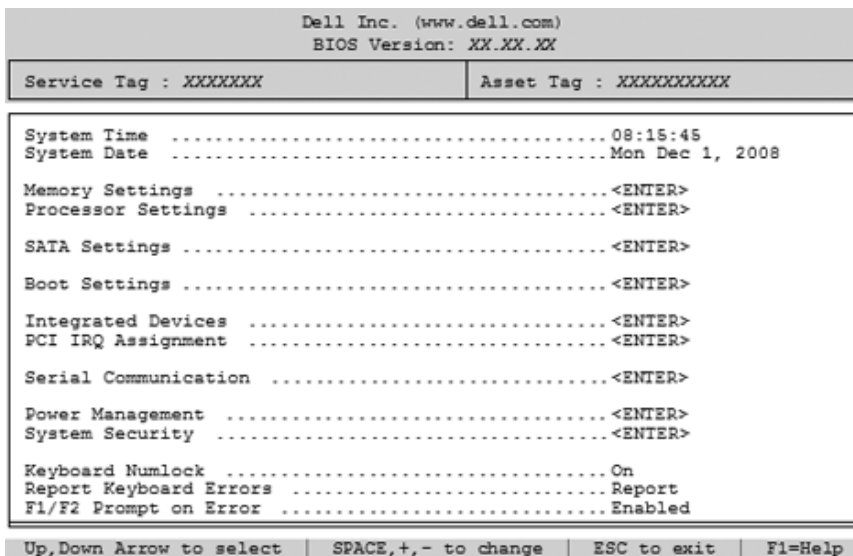 Dell Inc. (www.dell.com)
BIOS Version: XX.XX.XX
Service Tag : XXXXXXX
Asset Tag : XXXXXXXXXX
System Time ......................................08:15:45
System Date ......................................Mon Dec 1, 2008
Memory Settings ..................................<ENTER>
Processor Settings ...............................<ENTER>
SATA Settings .....................................<ENTER>
Boot Settings .....................................<ENTER>
Integrated Devices ...............................<ENTER>
PCI IRQ Assignment ...............................<ENTER>
Serial Communication .............................<ENTER>
Power Management .................................<ENTER>
System Security ..................................<ENTER>
Keyboard Numlock .................................On
Report Keyboard Errors ...........................Report
F1/F2 Prompt on Error ............................Enabled
Up,Down Arrow to select | SPACE,+,- to change | ESC to exit | F1=Help